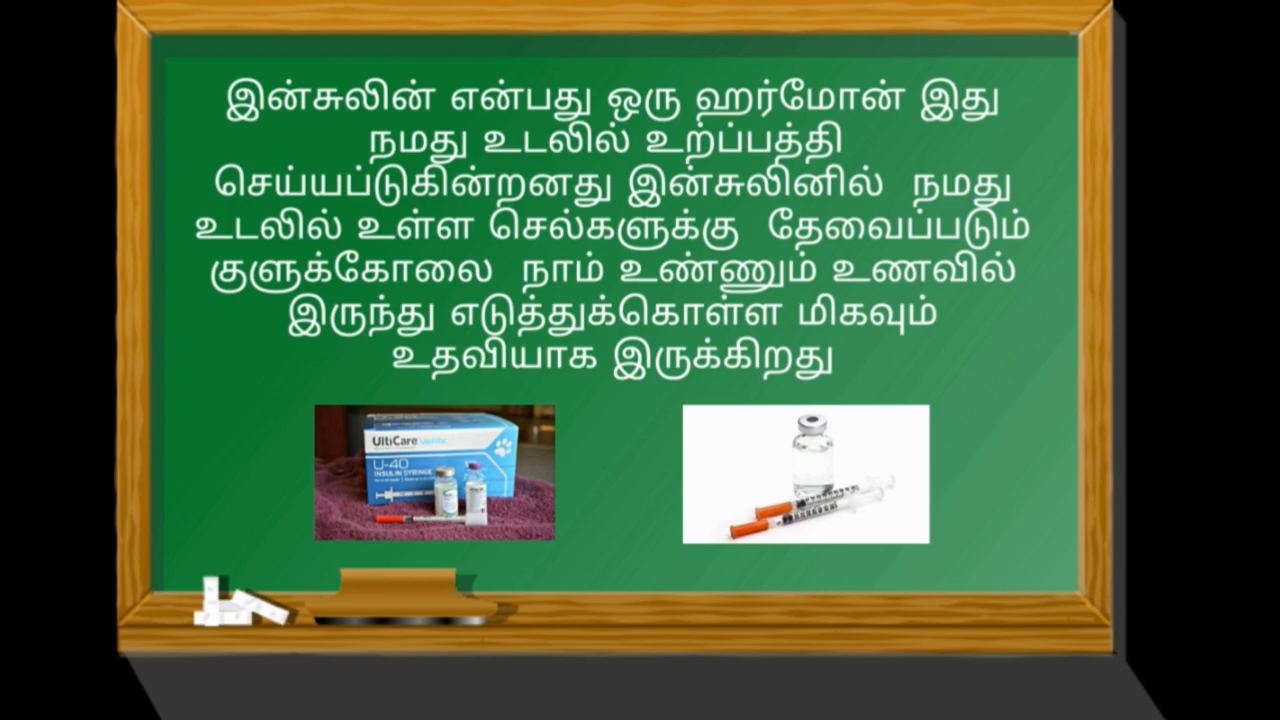 இன்சுலின் என்பது ஒரு ஹர்மோன் இது
நமது உடலில் உற்ப்பத்தி
செய்யப்டுகின்றனது இன்சுலினில் நமது
உடலில் உள்ள செல்களுக்கு தேவைப்படும்
குளுக்கோலை நாம் உண்ணும் உணவில்
இருந்து எடுத்துக்கொள்ள மிகவும்
உதவியாக இருக்கிறது
UltiCare
U-40
INSULIN SYRINGE